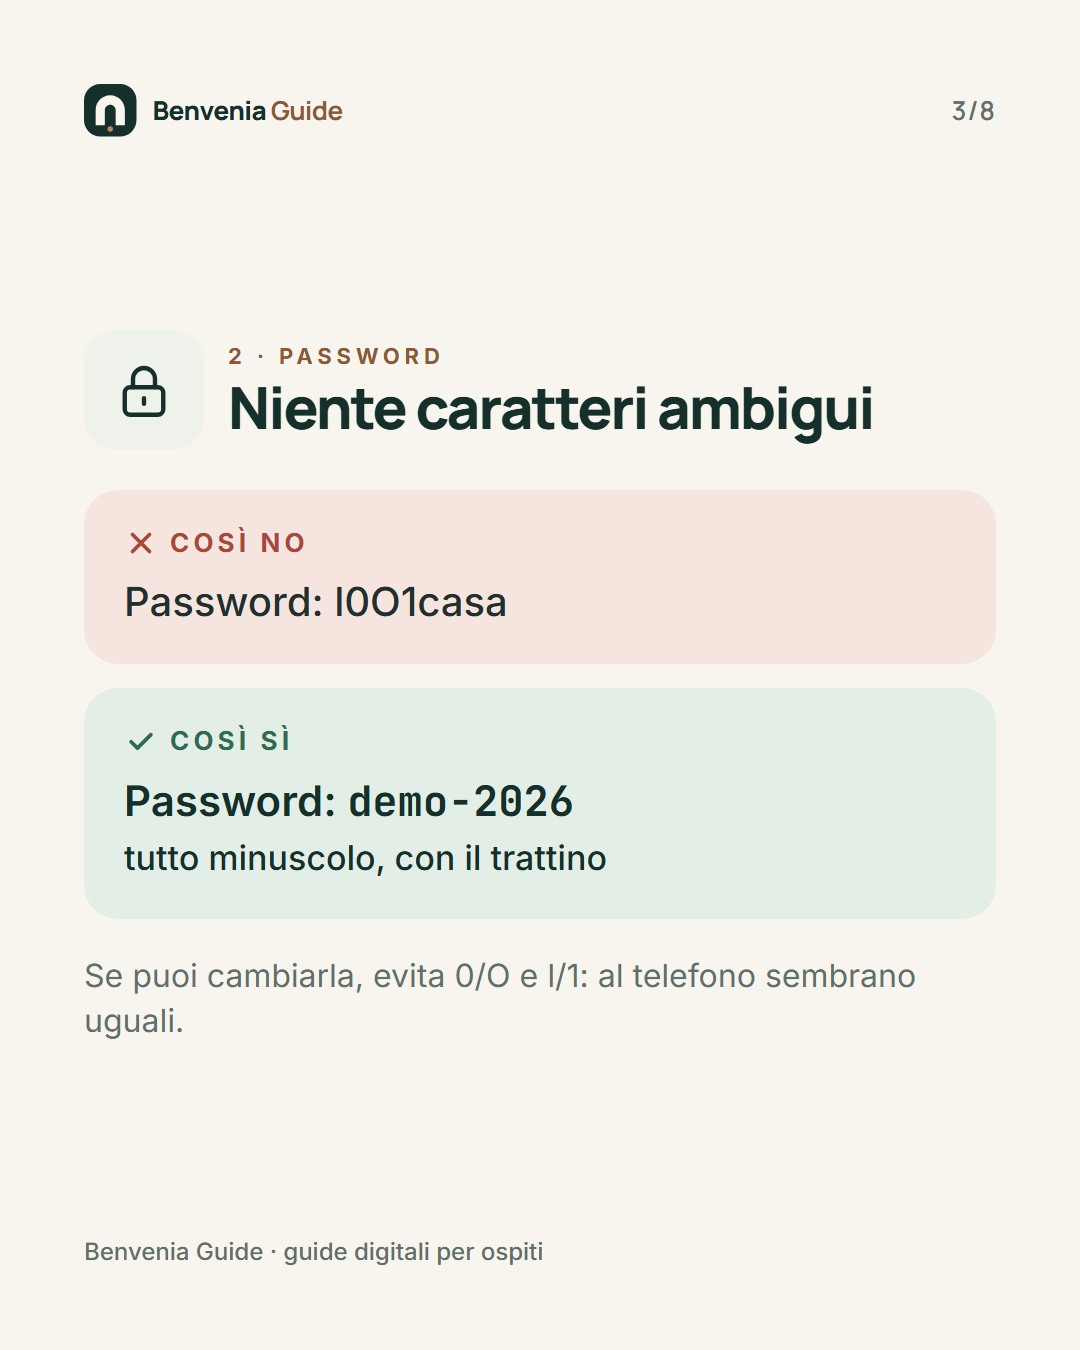 Benvenia Guide
3/8
2 · PASSWORD
Niente caratteri ambigui
COSÌ NO
Password: l0O1casa
COSÌ SÌ
Password: demo-2026
tutto minuscolo, con il trattino
Se puoi cambiarla, evita 0/O e l/1: al telefono sembrano
uguali.
Benvenia Guide · guide digitali per ospiti